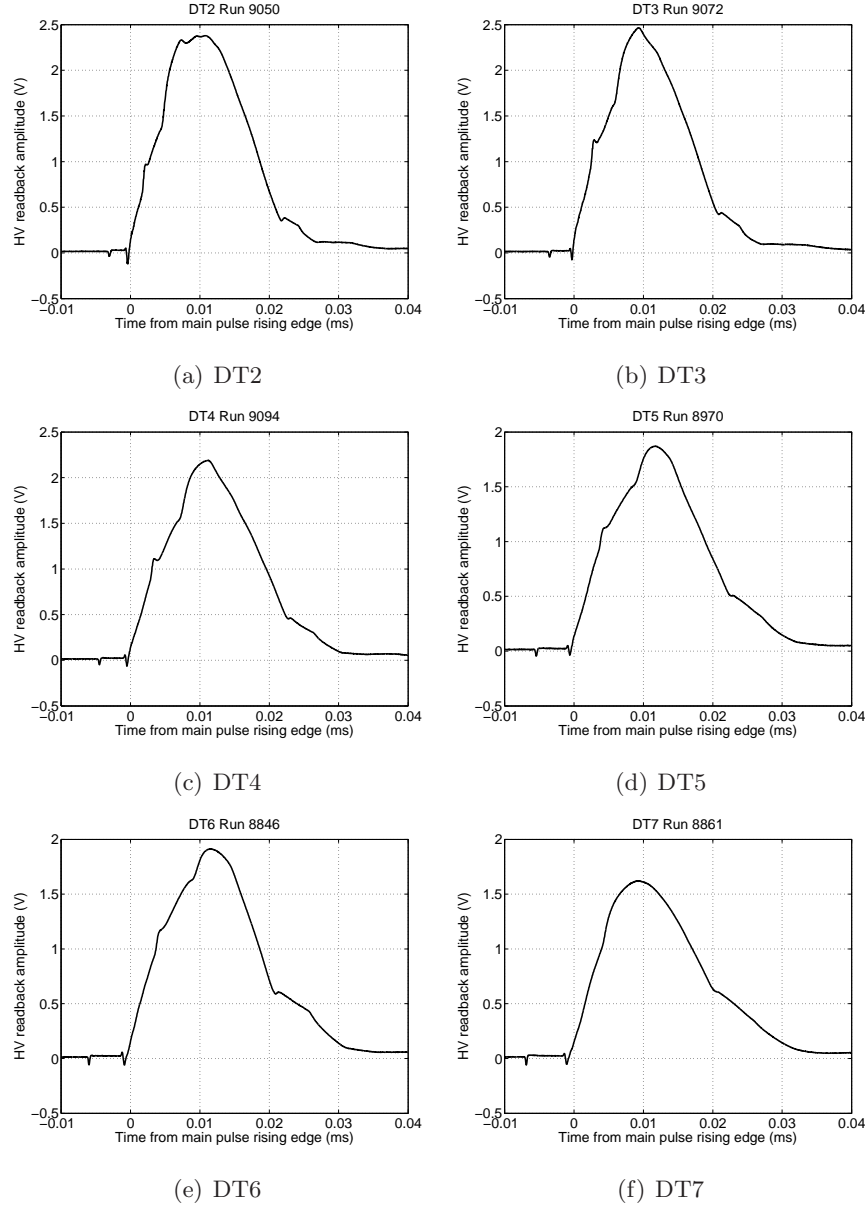 DT2 Run 9050
2.5
2
1.5
1
0.5
0
−0.5
−0.01 0 0.01 0.02 0.03 0.04
HV readback amplitude (V)
Time from main pulse rising edge (ms)
(a) DT2
DT3 Run 9072
2.5
2
1.5
1
0.5
0
−0.5
−0.01 0 0.01 0.02 0.03 0.04
HV readback amplitude (V)
Time from main pulse rising edge (ms)
(b) DT3
DT4 Run 9094
2.5
2
1.5
1
0.5
0
−0.5
−0.01 0 0.01 0.02 0.03 0.04
HV readback amplitude (V)
Time from main pulse rising edge (ms)
(c) DT4
DT5 Run 8970
2
1.5
1
0.5
0
−0.5
−0.01 0 0.01 0.02 0.03 0.04
HV readback amplitude (V)
Time from main pulse rising edge (ms)
(d) DT5
DT6 Run 8846
2
1.5
1
0.5
0
−0.5
−0.01 0 0.01 0.02 0.03 0.04
HV readback amplitude (V)
Time from main pulse rising edge (ms)
(e) DT6
DT7 Run 8861
2
1.5
1
0.5
0
−0.5
−0.01 0 0.01 0.02 0.03 0.04
HV readback amplitude (V)
Time from main pulse rising edge (ms)
(f) DT7